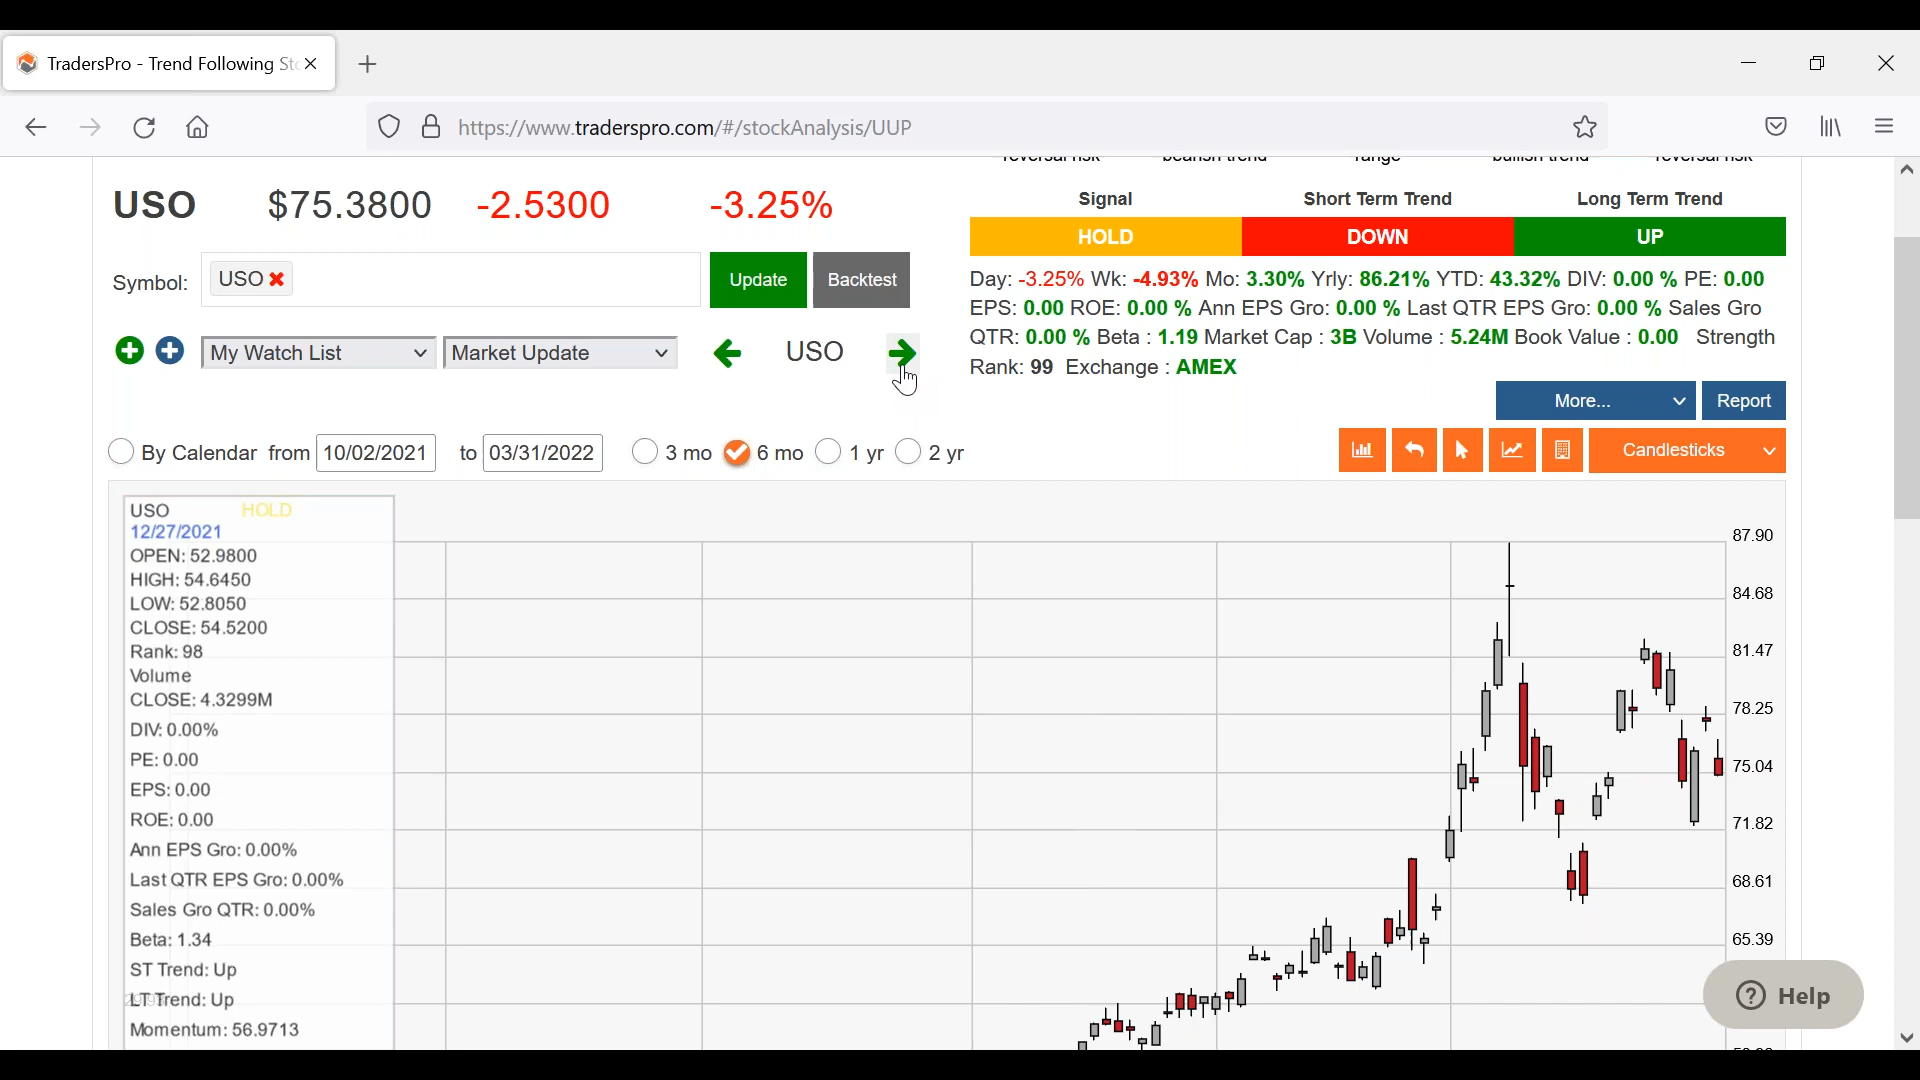 TradersPro - Trend Following Sto
https://www.traderspro.com/#/stockAnalysis/UUP
reversal risk bearish trend range bullish trend reversal risk
USO $75.3800 -2.5300 -3.25%
Signal Short Term Trend Long Term Trend
HOLD DOWN UP
Symbol: USO Update Backtest
Day: -3.25% Wk: -4.93% Mo: 3.30% Yrly: 86.21% YTD: 43.32% DIV: 0.00 % PE: 0.00
EPS: 0.00 ROE: 0.00 % Ann EPS Gro: 0.00 % Last QTR EPS Gro: 0.00 % Sales Gro
QTR: 0.00 % Beta : 1.19 Market Cap : 3B Volume : 5.24M Book Value : 0.00 Strength
Rank: 99 Exchange : AMEX
My Watch List Market Update USO
More... Report
By Calendar from 10/02/2021 to 03/31/2022 3 mo 6 mo 1 yr 2 yr
Candlesticks
USO HOLD
12/27/2021
OPEN: 52.9800
HIGH: 54.6450
LOW: 52.8050
CLOSE: 54.5200
Rank: 98
Volume
CLOSE: 4.3299M
DIV: 0.00%
PE: 0.00
EPS: 0.00
ROE: 0.00
Ann EPS Gro: 0.00%
Last QTR EPS Gro: 0.00%
Sales Gro QTR: 0.00%
Beta: 1.34
ST Trend: Up
LT Trend: Up
Momentum: 56.9713
87.90
84.68
81.47
78.25
75.04
71.82
68.61
65.39
Help